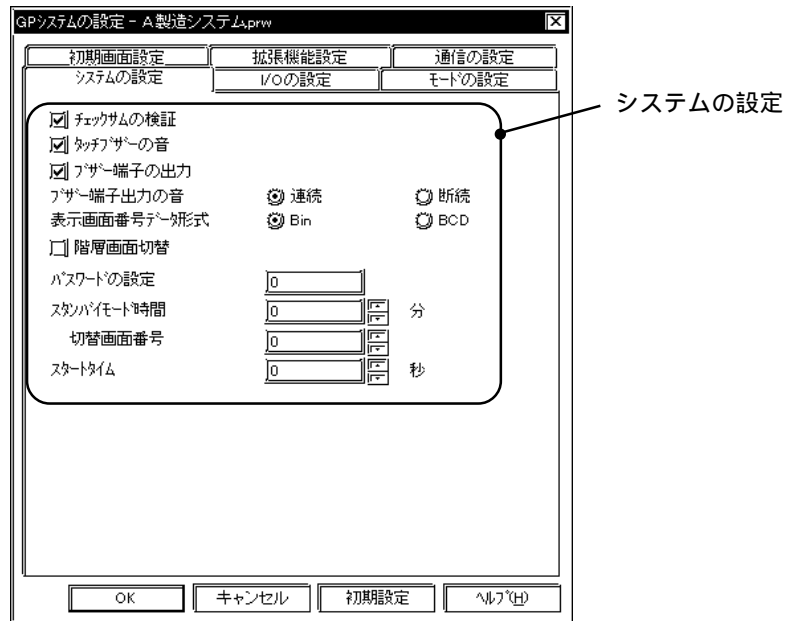 GPシステムの設定 - A製造システム.prw
初期画面設定 拡張機能設定 通信の設定
システムの設定 I/Oの設定 モードの設定
システムの設定
チェックサムの検証
タッチブザーの音
ブザー端子の出力
ブザー端子出力の音 連続 断続
表示画面番号データ形式 Bin BCD
階層画面切替
パスワードの設定 0
スタンバイモード時間 0 分
切替画面番号 0
スタートタイム 0 秒
OK キャンセル 初期設定 ヘルプ(H)